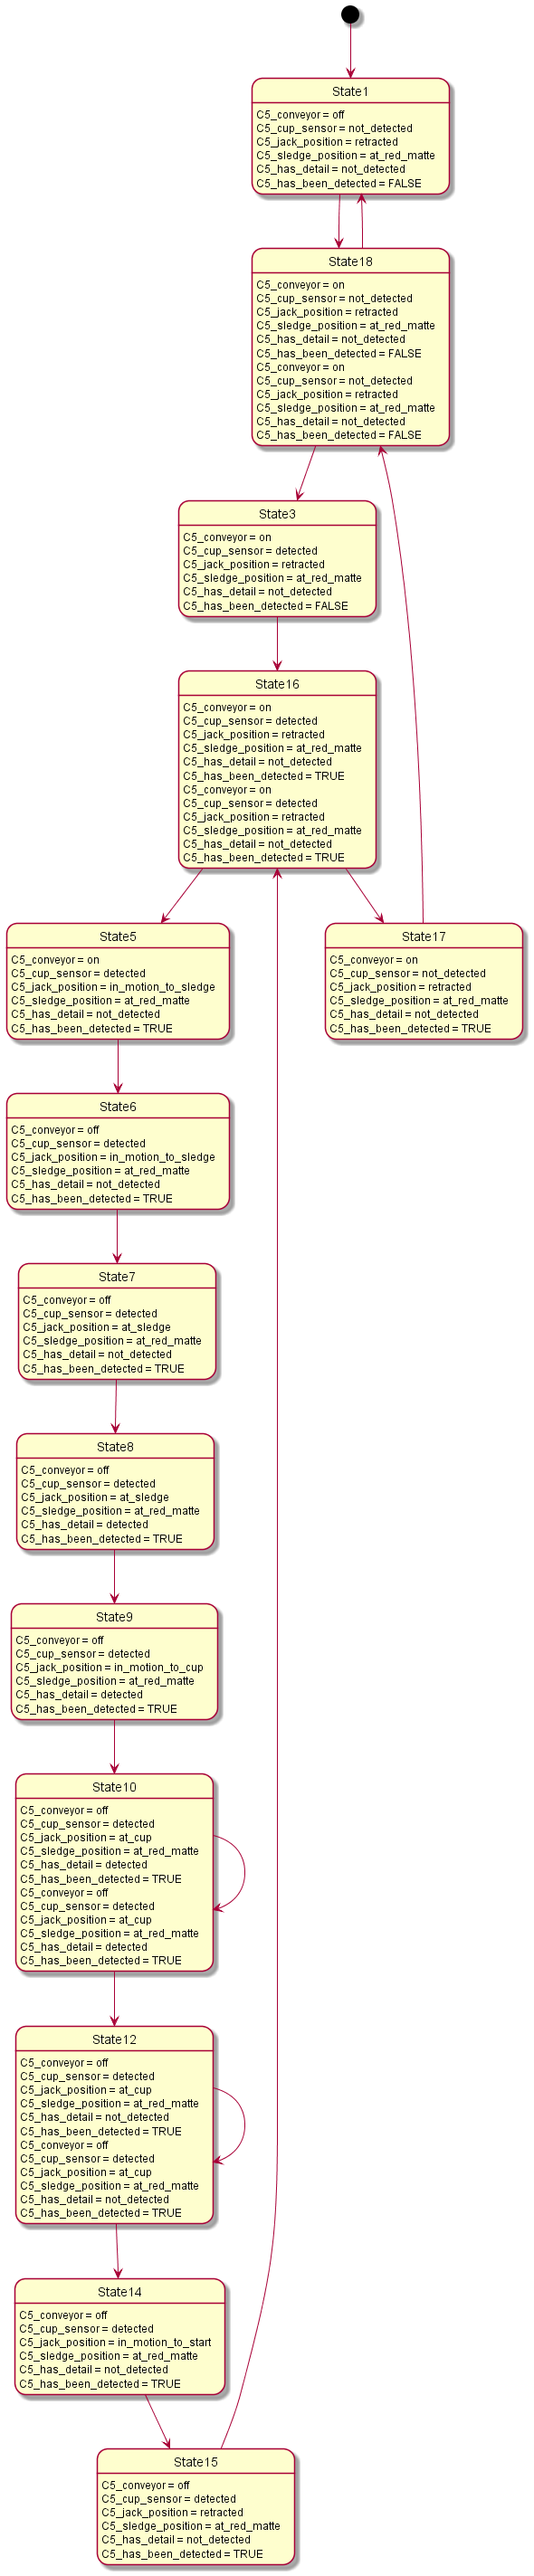 State1
C5_conveyor = off
C5_cup_sensor = not_detected
C5_jack_position = retracted
C5_sledge_position = at_red_matte
C5_has_detail = not_detected
C5_has_been_detected = FALSE
State18
C5_conveyor = on
C5_cup_sensor = not_detected
C5_jack_position = retracted
C5_sledge_position = at_red_matte
C5_has_detail = not_detected
C5_has_been_detected = FALSE
C5_conveyor = on
C5_cup_sensor = not_detected
C5_jack_position = retracted
C5_sledge_position = at_red_matte
C5_has_detail = not_detected
C5_has_been_detected = FALSE
State3
C5_conveyor = on
C5_cup_sensor = detected
C5_jack_position = retracted
C5_sledge_position = at_red_matte
C5_has_detail = not_detected
C5_has_been_detected = FALSE
State16
C5_conveyor = on
C5_cup_sensor = detected
C5_jack_position = retracted
C5_sledge_position = at_red_matte
C5_has_detail = not_detected
C5_has_been_detected = TRUE
C5_conveyor = on
C5_cup_sensor = detected
C5_jack_position = retracted
C5_sledge_position = at_red_matte
C5_has_detail = not_detected
C5_has_been_detected = TRUE
State5
C5_conveyor = on
C5_cup_sensor = detected
C5_jack_position = in_motion_to_sledge
C5_sledge_position = at_red_matte
C5_has_detail = not_detected
C5_has_been_detected = TRUE
State17
C5_conveyor = on
C5_cup_sensor = not_detected
C5_jack_position = retracted
C5_sledge_position = at_red_matte
C5_has_detail = not_detected
C5_has_been_detected = TRUE
State6
C5_conveyor = off
C5_cup_sensor = detected
C5_jack_position = in_motion_to_sledge
C5_sledge_position = at_red_matte
C5_has_detail = not_detected
C5_has_been_detected = TRUE
State7
C5_conveyor = off
C5_cup_sensor = detected
C5_jack_position = at_sledge
C5_sledge_position = at_red_matte
C5_has_detail = not_detected
C5_has_been_detected = TRUE
State8
C5_conveyor = off
C5_cup_sensor = detected
C5_jack_position = at_sledge
C5_sledge_position = at_red_matte
C5_has_detail = detected
C5_has_been_detected = TRUE
State9
C5_conveyor = off
C5_cup_sensor = detected
C5_jack_position = in_motion_to_cup
C5_sledge_position = at_red_matte
C5_has_detail = detected
C5_has_been_detected = TRUE
State10
C5_conveyor = off
C5_cup_sensor = detected
C5_jack_position = at_cup
C5_sledge_position = at_red_matte
C5_has_detail = detected
C5_has_been_detected = TRUE
C5_conveyor = off
C5_cup_sensor = detected
C5_jack_position = at_cup
C5_sledge_position = at_red_matte
C5_has_detail = detected
C5_has_been_detected = TRUE
State12
C5_conveyor = off
C5_cup_sensor = detected
C5_jack_position = at_cup
C5_sledge_position = at_red_matte
C5_has_detail = not_detected
C5_has_been_detected = TRUE
C5_conveyor = off
C5_cup_sensor = detected
C5_jack_position = at_cup
C5_sledge_position = at_red_matte
C5_has_detail = not_detected
C5_has_been_detected = TRUE
State14
C5_conveyor = off
C5_cup_sensor = detected
C5_jack_position = in_motion_to_start
C5_sledge_position = at_red_matte
C5_has_detail = not_detected
C5_has_been_detected = TRUE
State15
C5_conveyor = off
C5_cup_sensor = detected
C5_jack_position = retracted
C5_sledge_position = at_red_matte
C5_has_detail = not_detected
C5_has_been_detected = TRUE